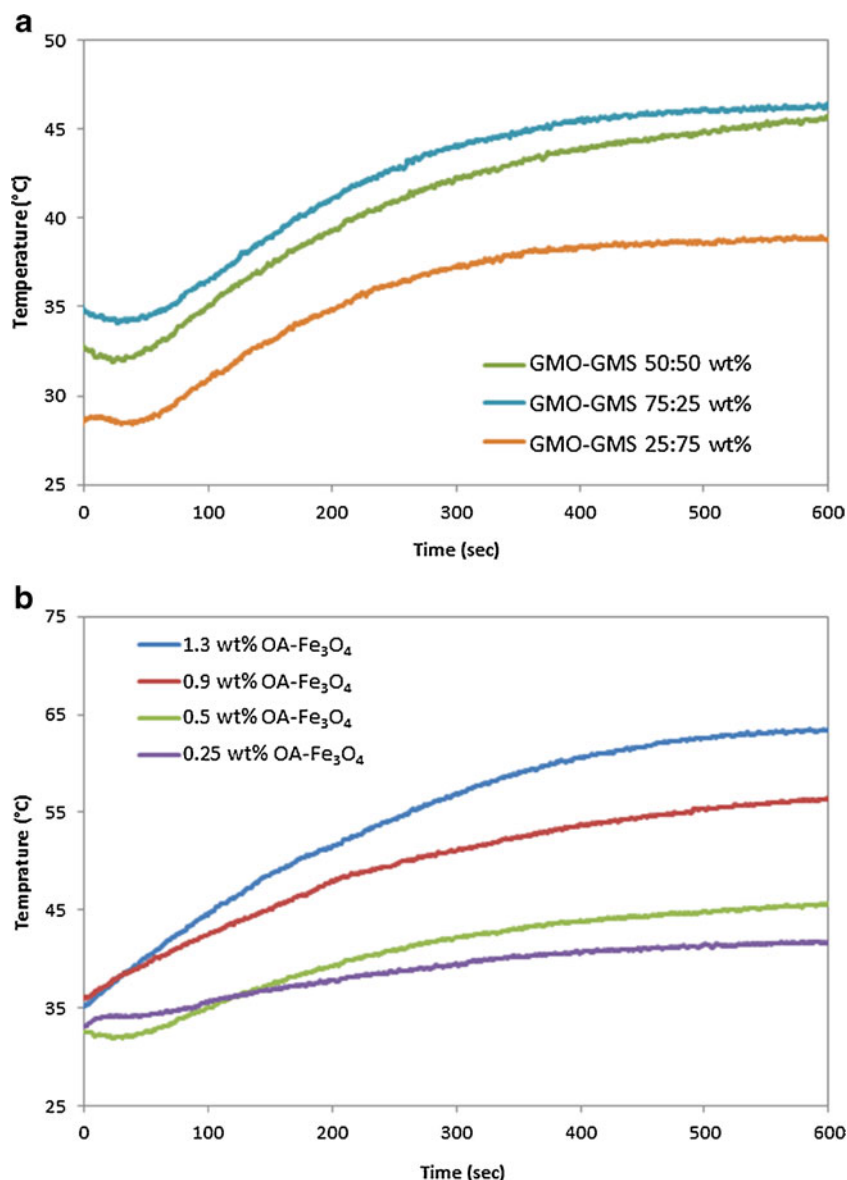 a
50
45
40
35
30
25
Temperature (°C)
GMO-GMS 50:50 wt%
GMO-GMS 75:25 wt%
GMO-GMS 25:75 wt%
0 100 200 300 400 500 600
Time (sec)
b
75
65
55
45
35
25
Temprature (°C)
1.3 wt% OA-Fe₃O₄
0.9 wt% OA-Fe₃O₄
0.5 wt% OA-Fe₃O₄
0.25 wt% OA-Fe₃O₄
0 100 200 300 400 500 600
Time (sec)